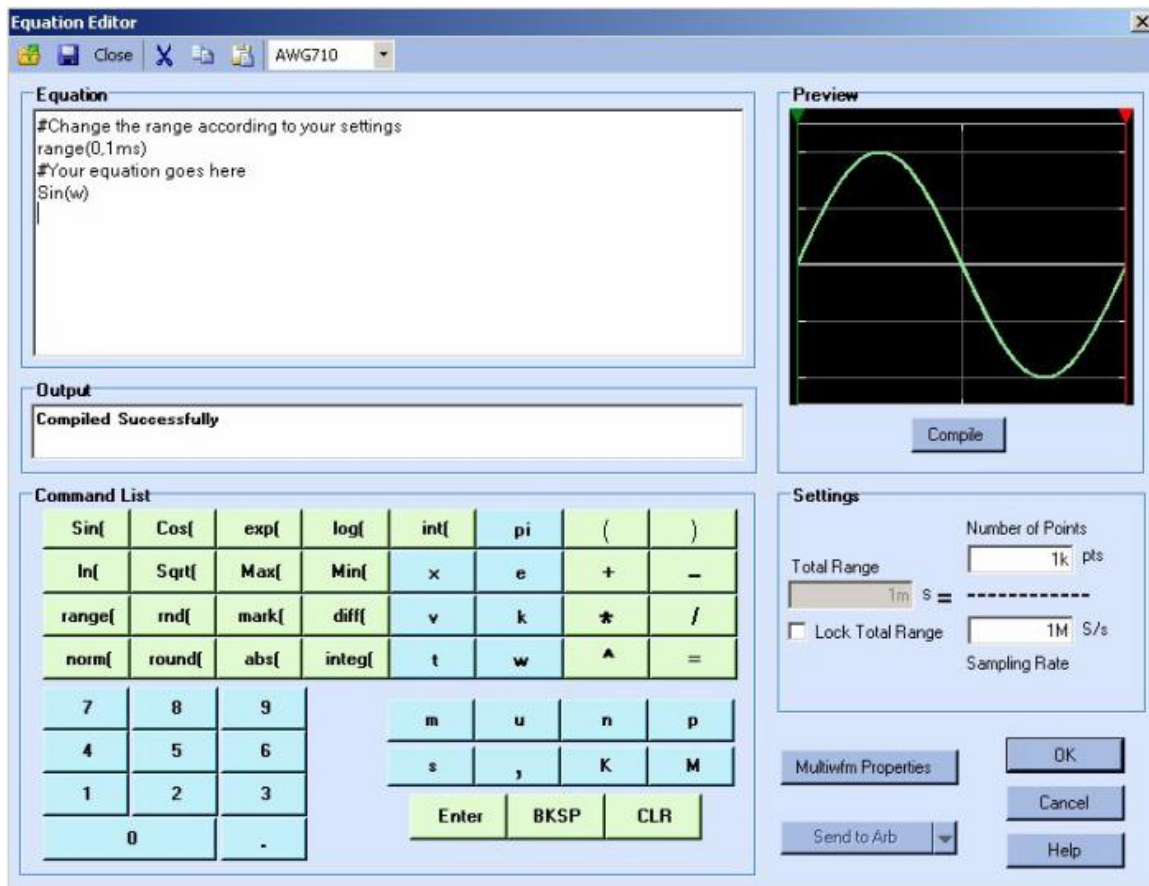 Equation Editor
Close
AWG710
Equation
#Change the range according to your settings
range(0,1ms)
#Your equation goes here
Sin(w)
Preview
Output
Compiled Successfully
Compile
Command List
Sin( Cos( exp( log( int( pi ( )
ln( Sqrt( Max( Min( x e + –
range( rnd( mark( diff( v k * /
norm( round( abs( integ( t w ^ =
7 8 9
4 5 6
1 2 3
0 .
m u n p
s , K M
Enter BKSP CLR
Settings
Number of Points
1k pts
Total Range
1m s = ------------
Lock Total Range
1M S/s
Sampling Rate
Multiwfm Properties
Send to Arb
OK
Cancel
Help